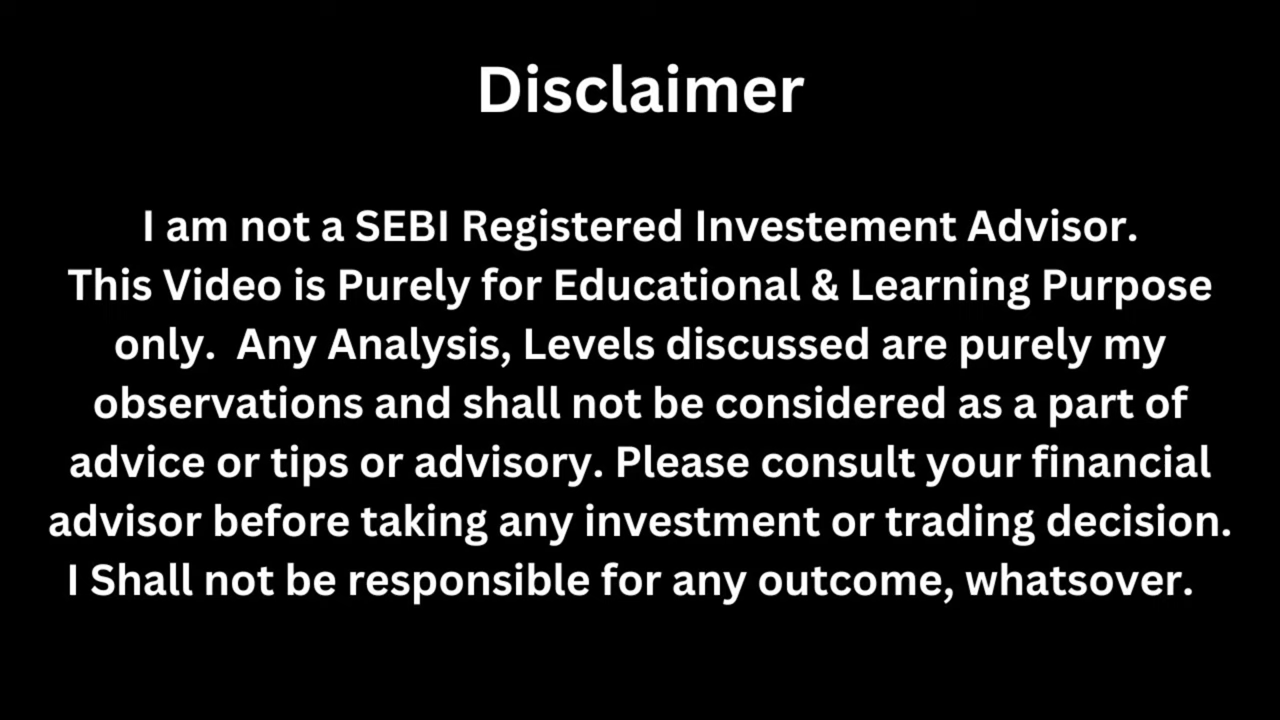 Disclaimer
I am not a SEBI Registered Investement Advisor.
This Video is Purely for Educational & Learning Purpose
only.  Any Analysis, Levels discussed are purely my
observations and shall not be considered as a part of
advice or tips or advisory. Please consult your financial
advisor before taking any investment or trading decision.
I Shall not be responsible for any outcome, whatsover.